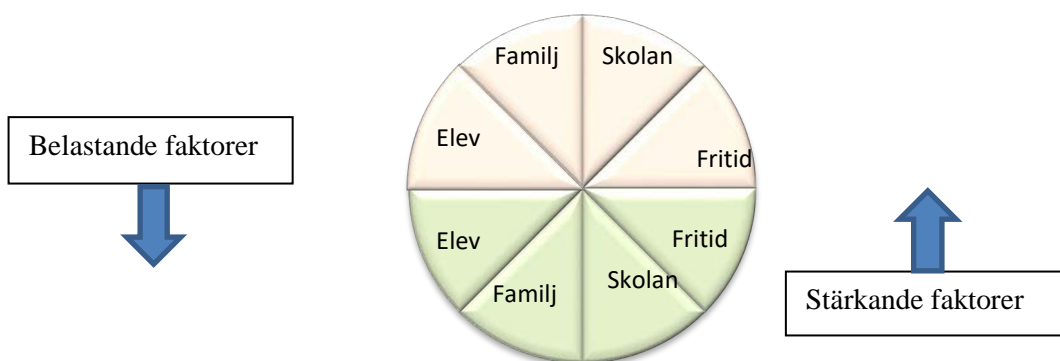 Familj
Skolan
Belastande faktorer
Elev
Fritid
Elev
Fritid
Familj
Skolan
Stärkande faktorer